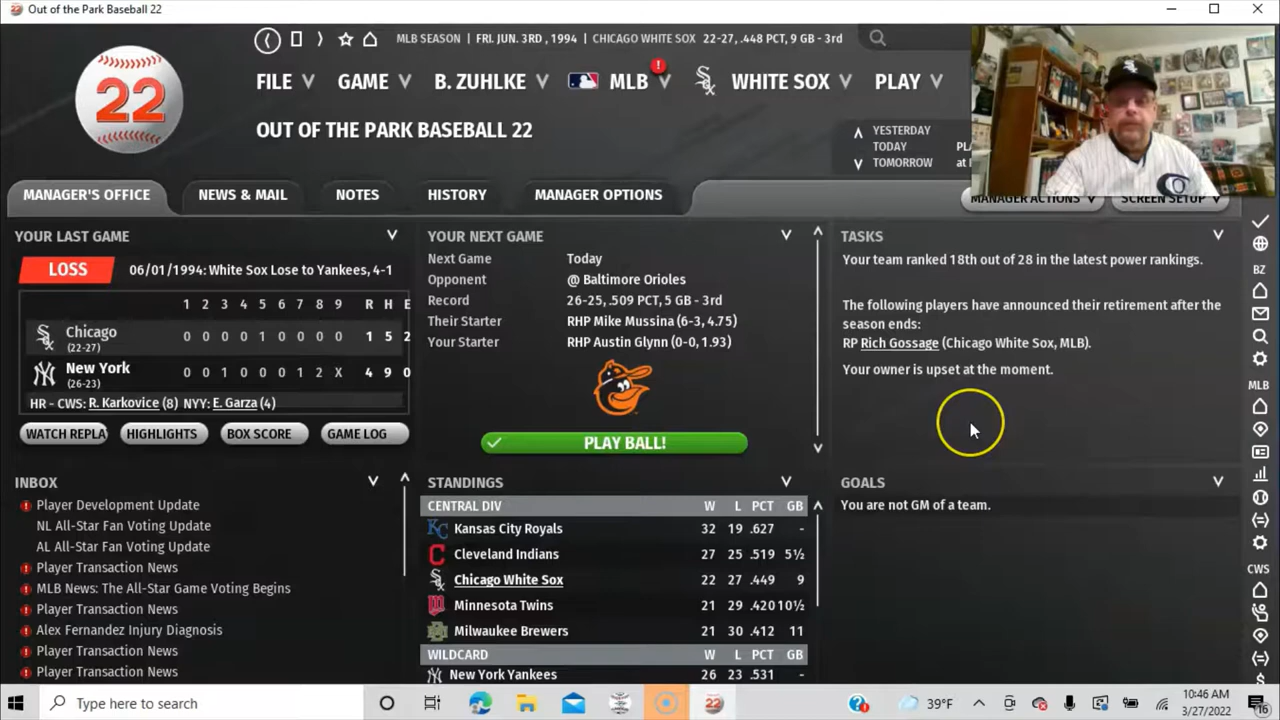 Out of the Park Baseball 22
MLB SEASON | FRI. JUN. 3RD , 1994 | CHICAGO WHITE SOX 22-27, .448 PCT, 9 GB - 3rd
22
FILE GAME B. ZUHLKE MLB WHITE SOX PLAY
OUT OF THE PARK BASEBALL 22
YESTERDAY
TODAY
TOMORROW
MANAGER'S OFFICE NEWS & MAIL NOTES HISTORY MANAGER OPTIONS
MANAGER ACTIONS SCREEN SETUP
YOUR LAST GAME
LOSS 06/01/1994: White Sox Lose to Yankees, 4-1
1 2 3 4 5 6 7 8 9 R H E
Chicago 0 0 0 0 1 0 0 0 0 1 5 2
(22-27)
New York 0 0 1 0 0 0 1 2 X 4 9 0
(26-23)
HR - CWS: R. Karkovice (8) NYY: E. Garza (4)
WATCH REPLA HIGHLIGHTS BOX SCORE GAME LOG
YOUR NEXT GAME
Next Game Today
Opponent @ Baltimore Orioles
Record 26-25, .509 PCT, 5 GB - 3rd
Their Starter RHP Mike Mussina (6-3, 4.75)
Your Starter RHP Austin Glynn (0-0, 1.93)
PLAY BALL!
TASKS
Your team ranked 18th out of 28 in the latest power rankings.
The following players have announced their retirement after the
season ends:
RP Rich Gossage (Chicago White Sox, MLB).
Your owner is upset at the moment.
INBOX
Player Development Update
NL All-Star Fan Voting Update
AL All-Star Fan Voting Update
Player Transaction News
MLB News: The All-Star Game Voting Begins
Player Transaction News
Alex Fernandez Injury Diagnosis
Player Transaction News
Player Transaction News
STANDINGS
CENTRAL DIV W L PCT GB
Kansas City Royals 32 19 .627 -
Cleveland Indians 27 25 .519 5½
Chicago White Sox 22 27 .449 9
Minnesota Twins 21 29 .420 10½
Milwaukee Brewers 21 30 .412 11
WILDCARD W L PCT GB
New York Yankees 26 23 .531 -
GOALS
You are not GM of a team.
BZ
MLB
CWS
Type here to search
22
39°F
10:46 AM
3/27/2022
16